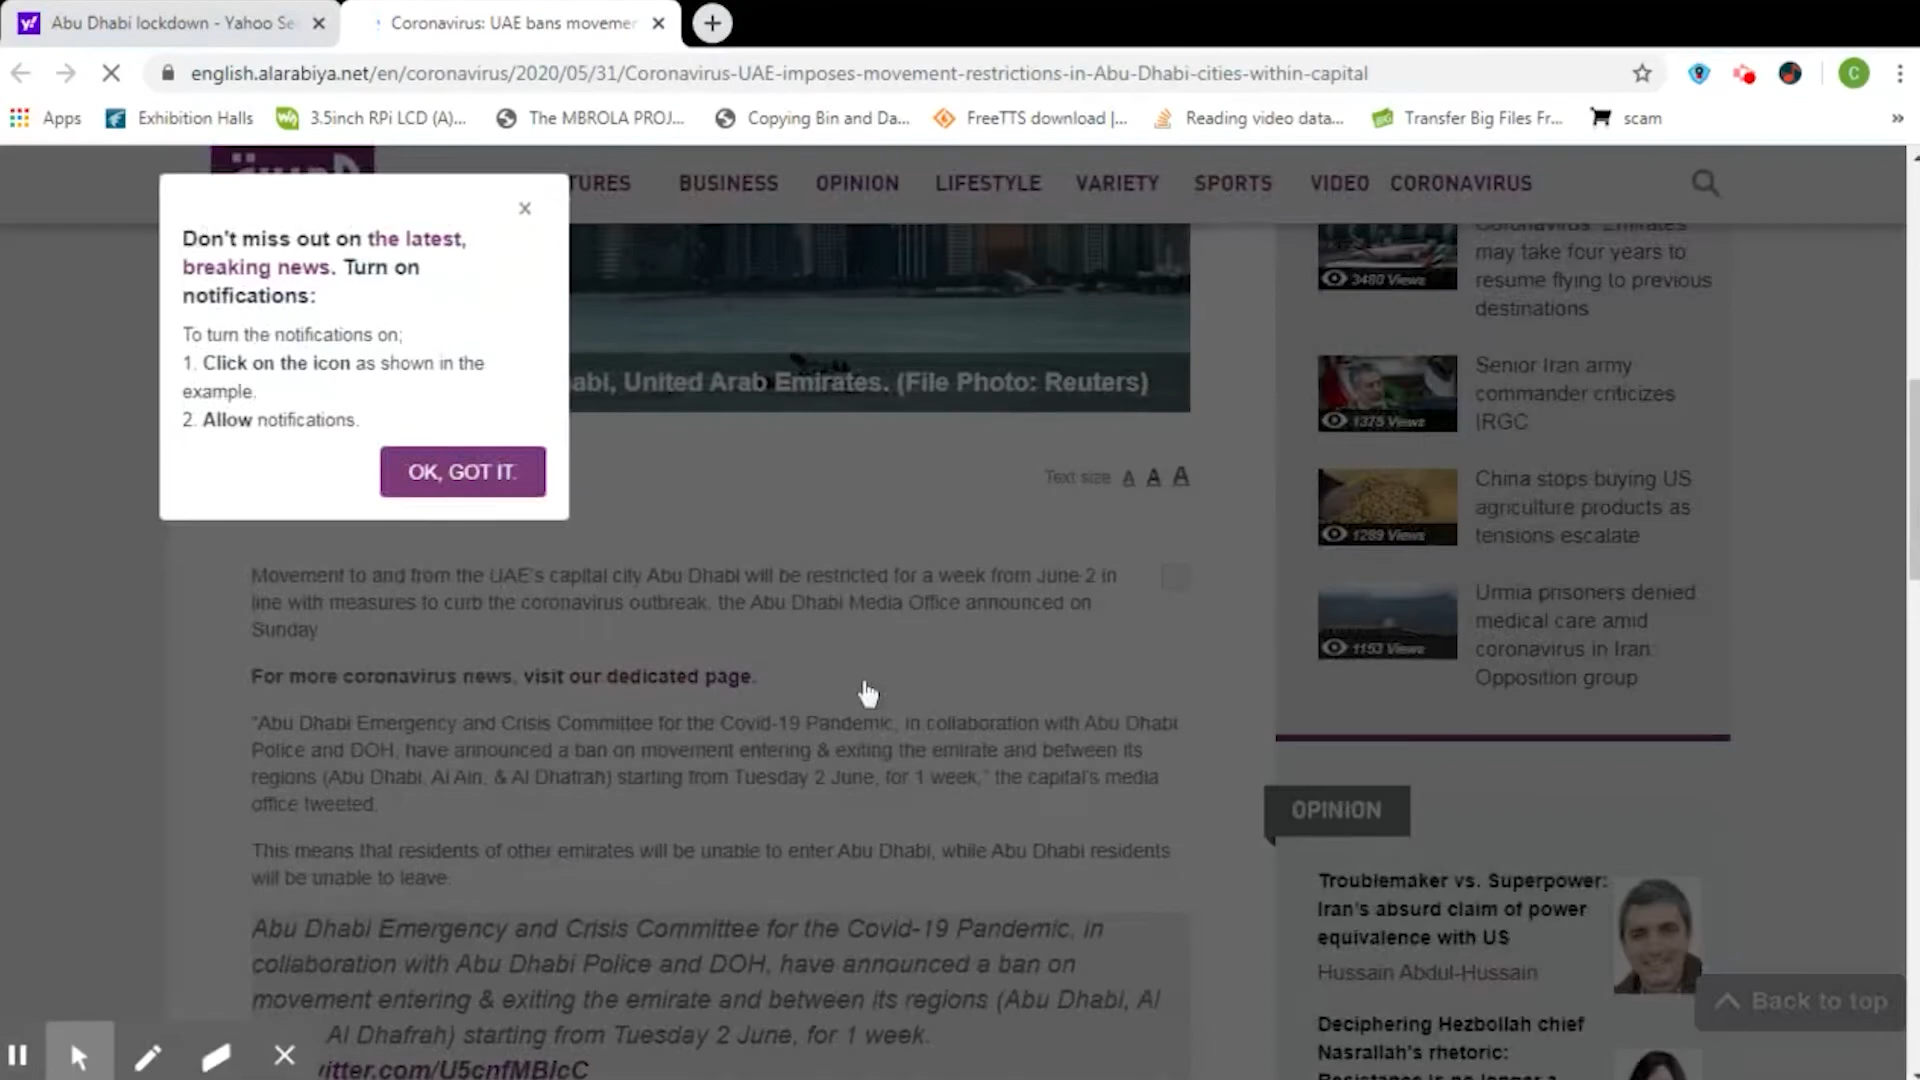 Abu Dhabi lockdown - Yahoo Se
Coronavirus: UAE bans movemer
english.alarabiya.net/en/coronavirus/2020/05/31/Coronavirus-UAE-imposes-movement-restrictions-in-Abu-Dhabi-cities-within-capital
C
Apps Exhibition Halls 3.5inch RPi LCD (A)... The MBROLA PROJ... Copying Bin and Da... FreeTTS download |... Reading video data... Transfer Big Files Fr... scam »
TURES BUSINESS OPINION LIFESTYLE VARIETY SPORTS VIDEO CORONAVIRUS
Don't miss out on the latest,
breaking news. Turn on
notifications:
To turn the notifications on;
1. Click on the icon as shown in the
example.
2. Allow notifications.
OK, GOT IT.
abi, United Arab Emirates. (File Photo: Reuters)
Text size A A A
Movement to and from the UAE's capital city Abu Dhabi will be restricted for a week from June 2 in
line with measures to curb the coronavirus outbreak, the Abu Dhabi Media Office announced on
Sunday
For more coronavirus news, visit our dedicated page.
"Abu Dhabi Emergency and Crisis Committee for the Covid-19 Pandemic, in collaboration with Abu Dhabi
Police and DOH, have announced a ban on movement entering & exiting the emirate and between its
regions (Abu Dhabi, Al Ain, & Al Dhafrah) starting from Tuesday 2 June, for 1 week," the capital's media
office tweeted.
This means that residents of other emirates will be unable to enter Abu Dhabi, while Abu Dhabi residents
will be unable to leave.
Abu Dhabi Emergency and Crisis Committee for the Covid-19 Pandemic, in
collaboration with Abu Dhabi Police and DOH, have announced a ban on
movement entering & exiting the emirate and between its regions (Abu Dhabi, Al
Al Dhafrah) starting from Tuesday 2 June, for 1 week.
itter.com/U5cnfMBIcC
Coronavirus: Emirates
may take four years to
resume flying to previous
destinations
3480 Views
Senior Iran army
commander criticizes
IRGC
1375 Views
China stops buying US
agriculture products as
tensions escalate
1289 Views
Urmia prisoners denied
medical care amid
coronavirus in Iran:
Opposition group
1153 Views
OPINION
Troublemaker vs. Superpower:
Iran's absurd claim of power
equivalence with US
Hussain Abdul-Hussain
Back to top
Deciphering Hezbollah chief
Nasrallah's rhetoric:
Resistance is no longer a